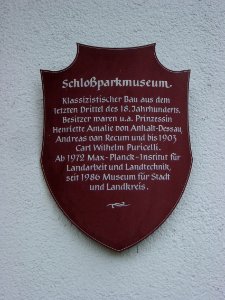 Schloßparkmuseum.
Klassizistischer Bau aus dem
letzten Drittel des 18. Jahrhunderts.
Besitzer waren u.a. Prinzessin
Henriette Amalie von Anhalt-Dessau,
Andreas van Recum und bis 1903
Carl Wilhelm Puricelli.
Ab 1972 Max-Planck-Institut für
Landarbeit und Landtechnik,
seit 1986 Museum für Stadt
und Landkreis.